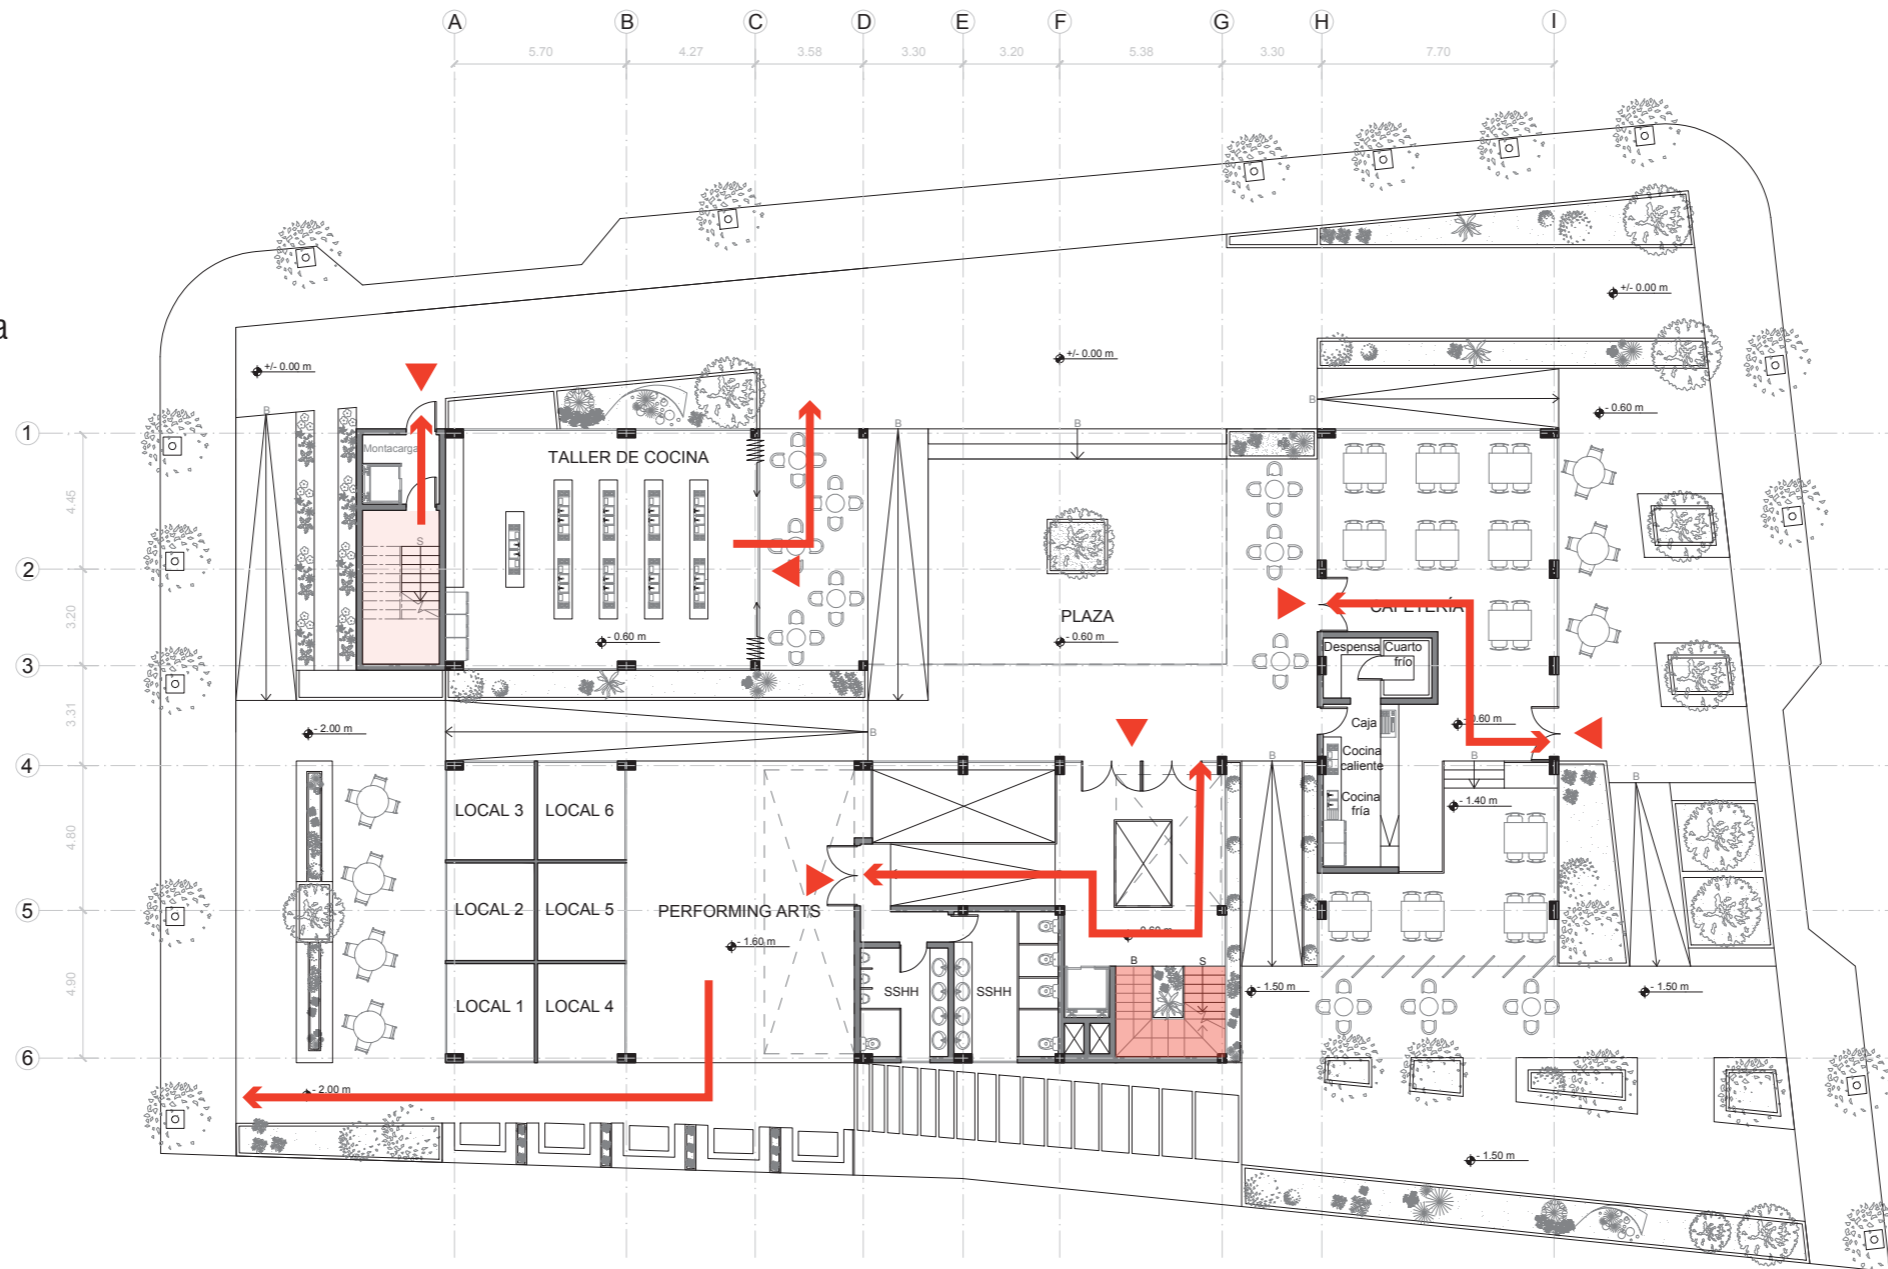 A B C D E F G H I
5.70 4.27 3.58 3.30 3.20 5.38 3.30 7.70
a
+/- 0.00 m
+/- 0.00 m
+/- 0.00 m
B
B
B
B
- 0.60 m
1
Montacarga
TALLER DE COCINA
4.45
S
2
3.20
PLAZA
CAFETERÍA
- 0.60 m
- 0.60 m
Despensa
Cuarto
frío
3
3.31
- 2.00 m
B
Caja
- 0.60 m
Cocina
caliente
4
B
B
B
LOCAL 3
LOCAL 6
Cocina
fría
- 1.40 m
4.80
5
LOCAL 2
LOCAL 5
PERFORMING ARTS
- 1.60 m
- 0.60 m
4.90
B
S
SSHH
SSHH
LOCAL 1
LOCAL 4
- 1.50 m
- 1.50 m
6
- 2.00 m
- 1.50 m